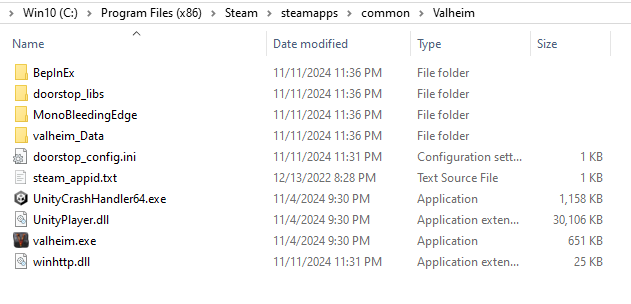 Win10 (C:) > Program Files (x86) > Steam > steamapps > common > Valheim
Name Date modified Type Size
BepInEx 11/11/2024 11:36 PM File folder
doorstop_libs 11/11/2024 11:36 PM File folder
MonoBleedingEdge 11/11/2024 11:36 PM File folder
valheim_Data 11/11/2024 11:36 PM File folder
doorstop_config.ini 11/11/2024 11:31 PM Configuration sett... 1 KB
steam_appid.txt 12/13/2022 8:28 PM Text Source File 1 KB
UnityCrashHandler64.exe 11/4/2024 9:30 PM Application 1,158 KB
UnityPlayer.dll 11/4/2024 9:30 PM Application exten... 30,106 KB
valheim.exe 11/4/2024 9:30 PM Application 651 KB
winhttp.dll 11/11/2024 11:31 PM Application exten... 25 KB